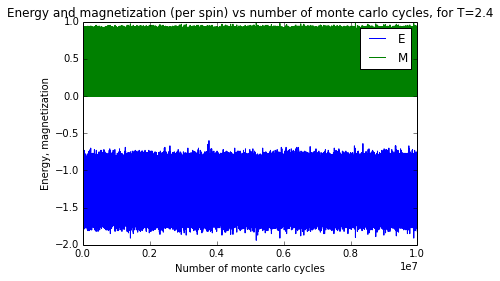 Energy and magnetization (per spin) vs number of monte carlo cycles, for T=2.4
1.0
0.5
0.0
−0.5
−1.0
−1.5
−2.0
Energy, magnetization
E
M
0.0 0.2 0.4 0.6 0.8 1.0
1e7
Number of monte carlo cycles